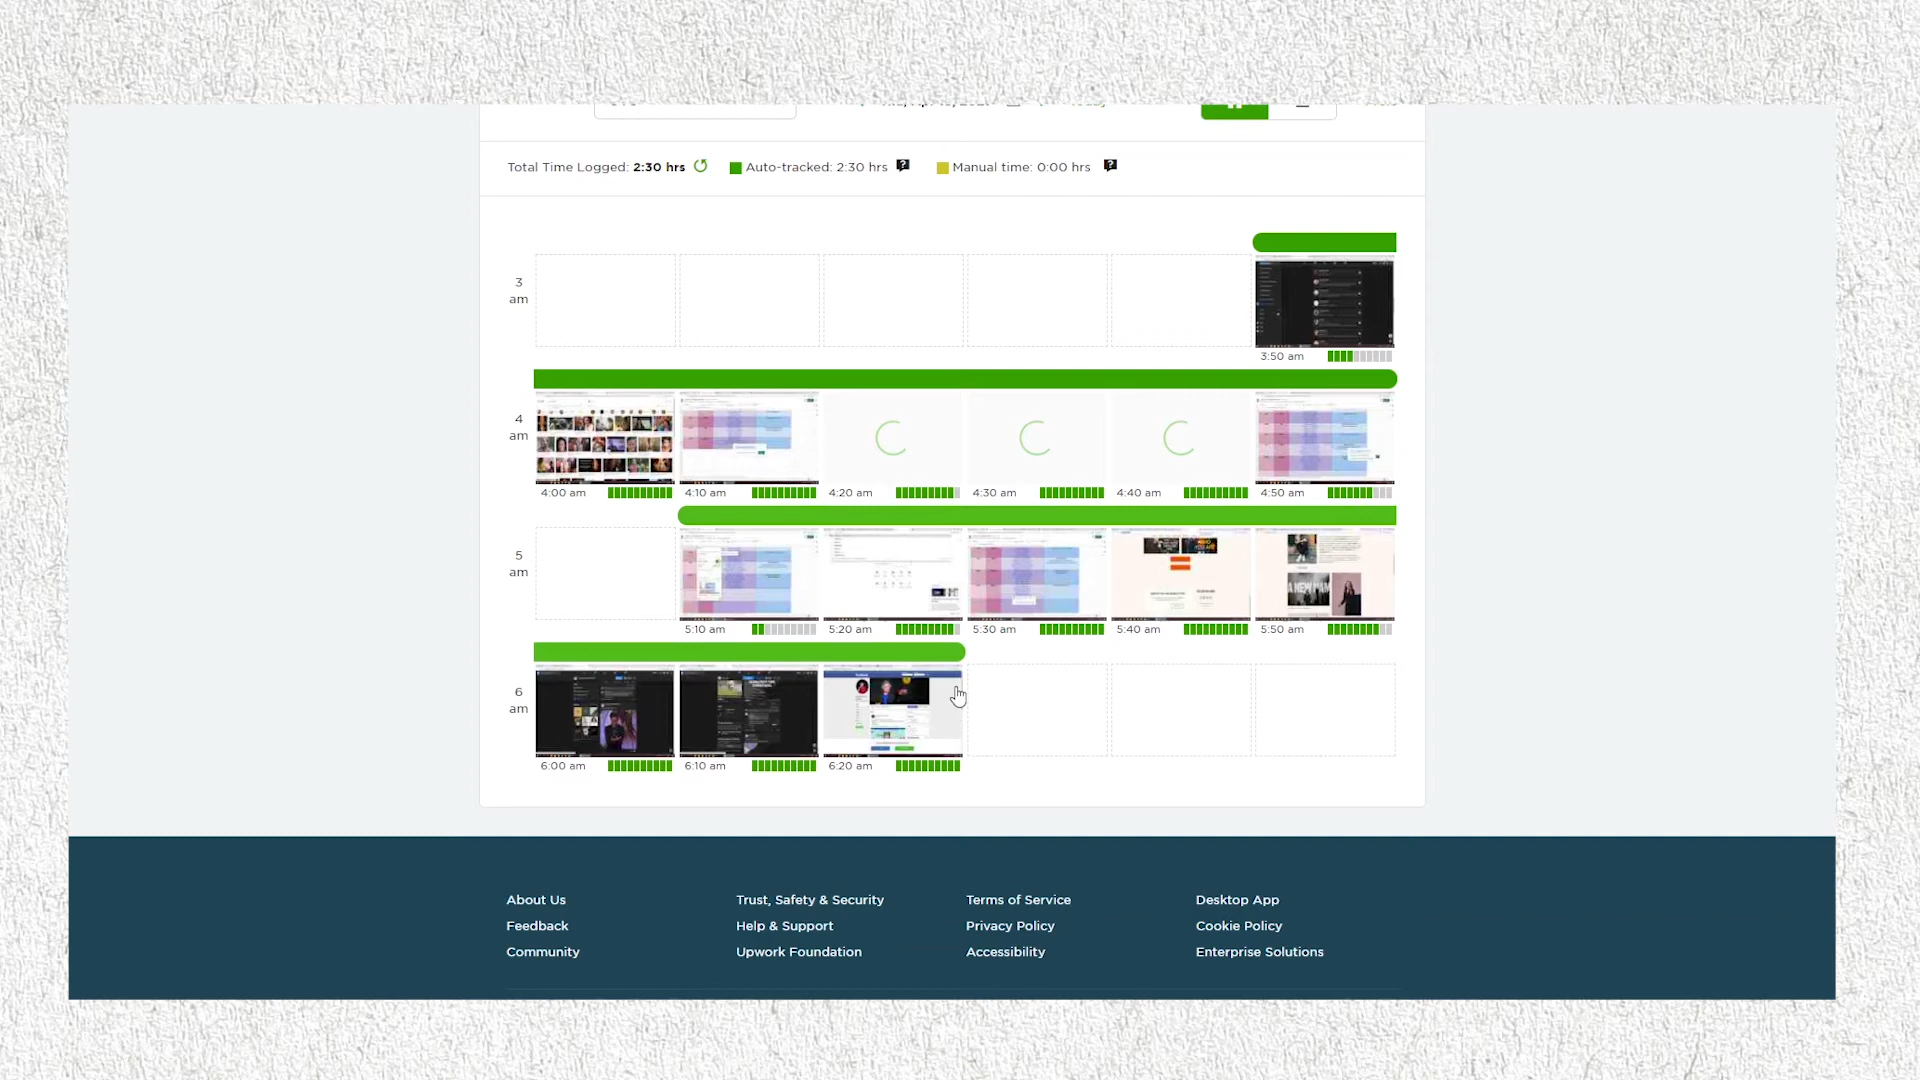 Total Time Logged: 2:30 hrs Auto-tracked: 2:30 hrs Manual time: 0:00 hrs
3 am
3:50 am
4 am
4:00 am 4:10 am 4:20 am 4:30 am 4:40 am 4:50 am
5 am
5:10 am 5:20 am 5:30 am 5:40 am 5:50 am
6 am
6:00 am 6:10 am 6:20 am
About Us Trust, Safety & Security Terms of Service Desktop App
Feedback Help & Support Privacy Policy Cookie Policy
Community Upwork Foundation Accessibility Enterprise Solutions